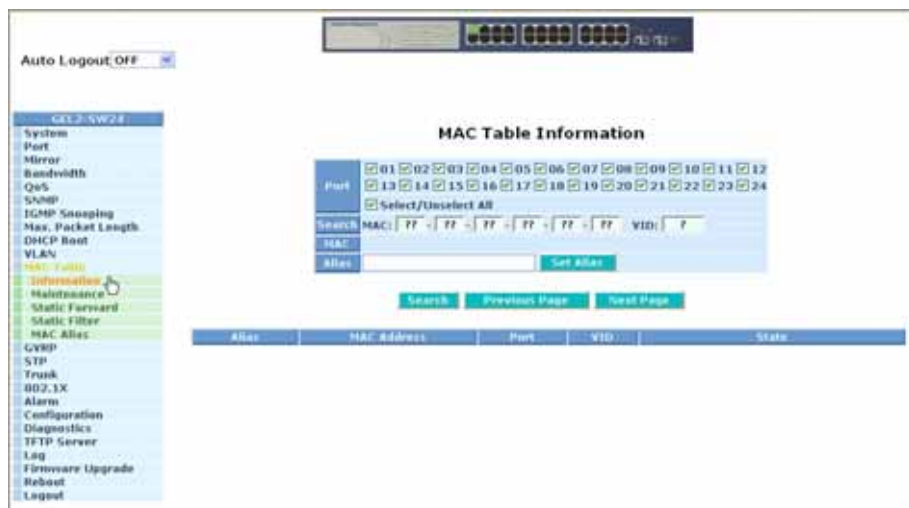 Auto Logout OFF
GEL2-SW24
System
Port
Mirror
Bandwidth
QoS
SNMP
IGMP Snooping
Max. Packet Length
DHCP Boot
VLAN
MAC Table
Information
Maintenance
Static Forward
Static Filter
MAC Alias
GVRP
STP
Trunk
802.1X
Alarm
Configuration
Diagnostics
TFTP Server
Log
Firmware Upgrade
Reboot
Logout
MAC Table Information
Port
01 02 03 04 05 06 07 08 09 10 11 12
13 14 15 16 17 18 19 20 21 22 23 24
Select/Unselect All
Search MAC: ?? - ?? - ?? - ?? - ?? - ?? VID: ?
MAC
Alias Set Alias
Search Previous Page Next Page
Alias MAC Address Port VID State